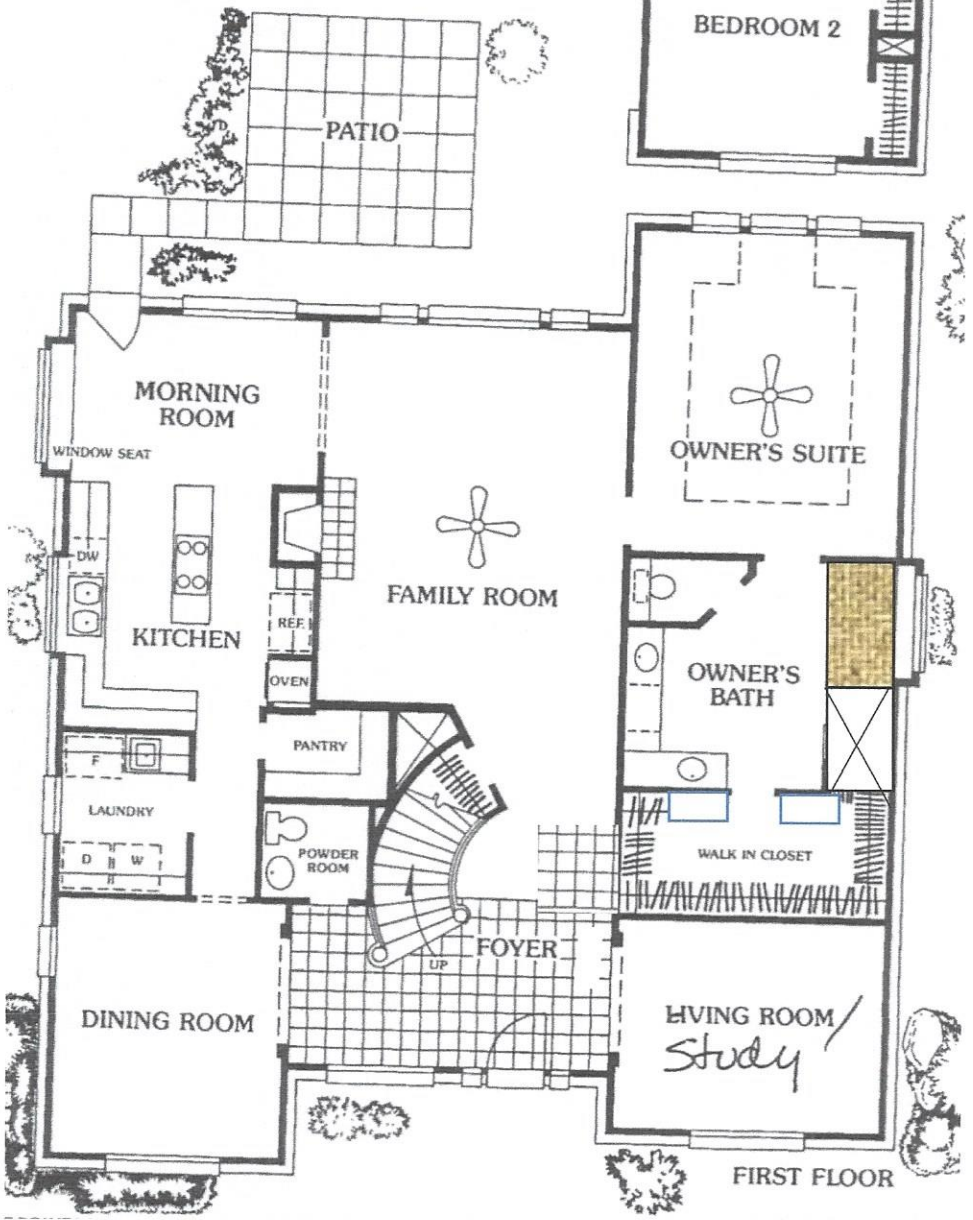 BEDROOM 2
PATIO
MORNING
ROOM
WINDOW SEAT
OWNER'S SUITE
DW
FAMILY ROOM
REF.
KITCHEN
OVEN
OWNER'S
BATH
PANTRY
F
LAUNDRY
D W
POWDER
ROOM
WALK IN CLOSET
FOYER
UP
DINING ROOM
LIVING ROOM/
Study
FIRST FLOOR